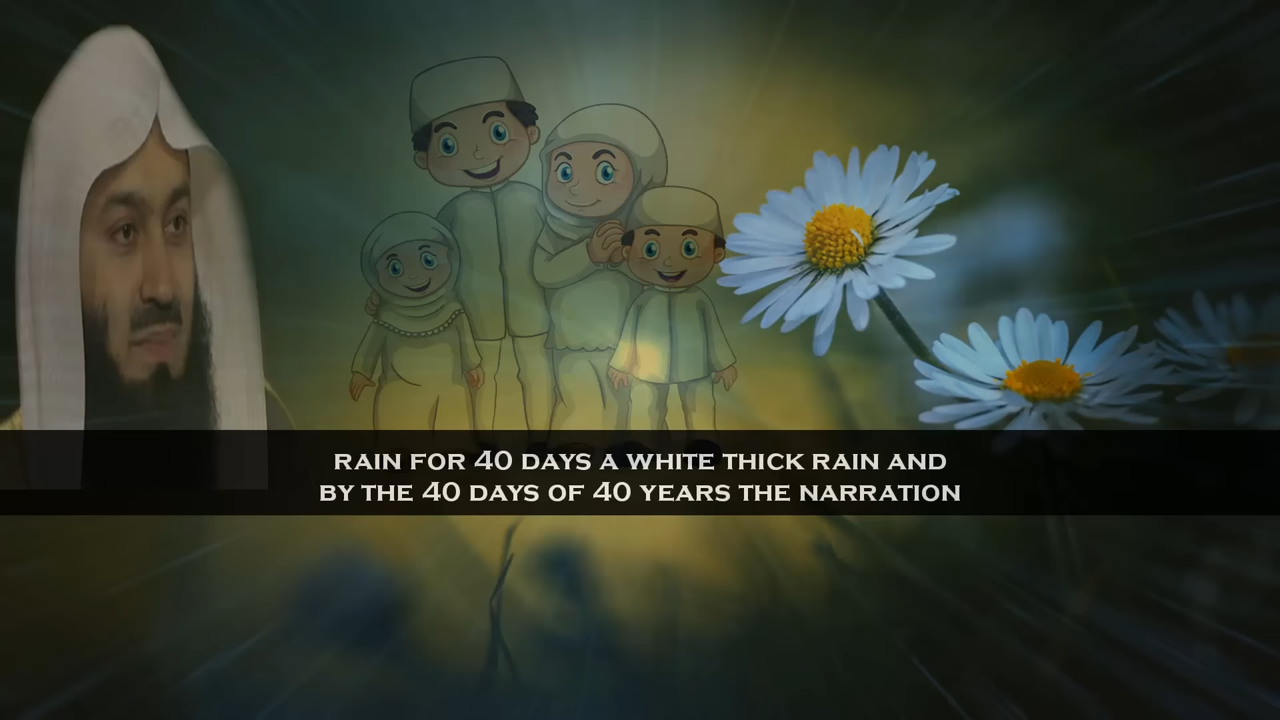 RAIN FOR 40 DAYS A WHITE THICK RAIN AND
BY THE 40 DAYS OF 40 YEARS THE NARRATION